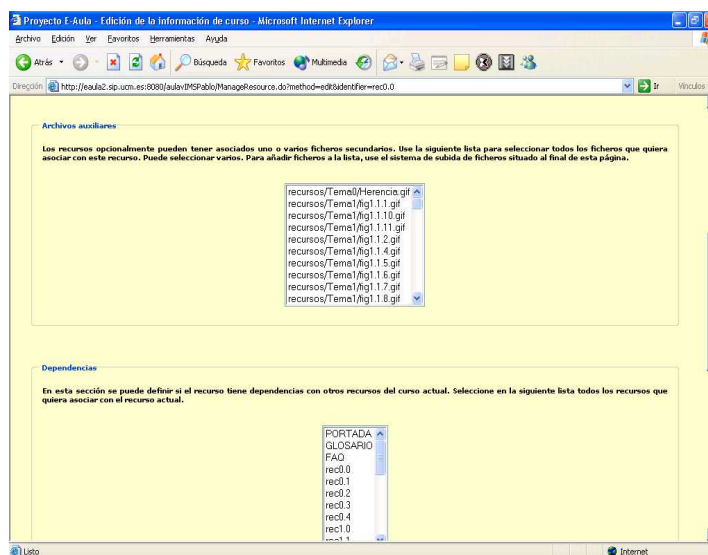 Proyecto E-Aula - Edición de la información de curso - Microsoft Internet Explorer
Archivo Edición Ver Favoritos Herramientas Ayuda
Atrás Búsqueda Favoritos Multimedia
Dirección http://eaula2.sip.ucm.es:8080/aulavIMSPablo/ManageResource.do?method=edit&identifier=rec0.0 Ir Vínculos
Archivos auxiliares
Los recursos opcionalmente pueden tener asociados uno o varios ficheros secundarios. Use la siguiente lista para seleccionar todos los ficheros que quiera
asociar con este recurso. Puede seleccionar varios. Para añadir ficheros a la lista, use el sistema de subida de ficheros situado al final de esta página.
recursos/Tema0/Herencia.gif
recursos/Tema1/fig1.1.1.gif
recursos/Tema1/fig1.1.10.gif
recursos/Tema1/fig1.1.11.gif
recursos/Tema1/fig1.1.2.gif
recursos/Tema1/fig1.1.4.gif
recursos/Tema1/fig1.1.5.gif
recursos/Tema1/fig1.1.6.gif
recursos/Tema1/fig1.1.7.gif
recursos/Tema1/fig1.1.8.gif
Dependencias
En esta sección se puede definir si el recurso tiene dependencias con otros recursos del curso actual. Seleccione en la siguiente lista todos los recursos que
quiera asociar con el recurso actual.
PORTADA
GLOSARIO
FAQ
rec0.0
rec0.1
rec0.2
rec0.3
rec0.4
rec1.0
rec1.1
Listo Internet